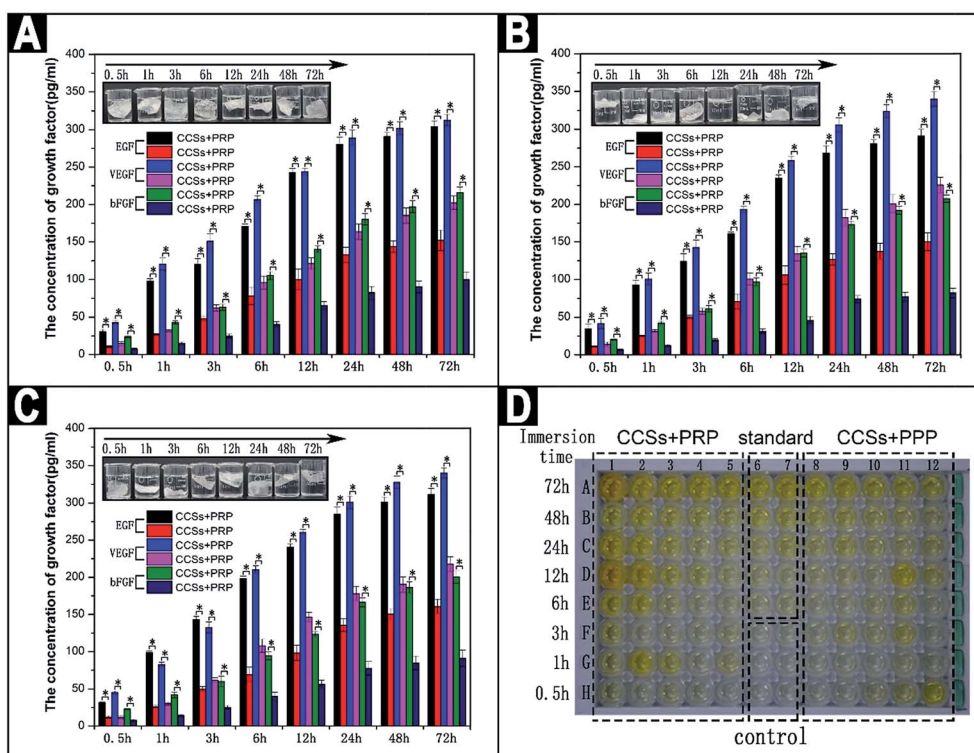 A
The concentration of growth factor(pg/ml)
400
350
300
250
200
150
100
50
0
0.5h 1h 3h 6h 12h 24h 48h 72h
EGF
VEGF
bFGF
CCSs+PRP
CCSs+PRP
CCSs+PRP
CCSs+PRP
CCSs+PRP
CCSs+PRP
* * * * * * * * * * * * * * * * * * * * * * * *
0.5h 1h 3h 6h 12h 24h 48h 72h
B
The concentration of growth factor(pg/ml)
400
350
300
250
200
150
100
50
0
0.5h 1h 3h 6h 12h 24h 48h 72h
EGF
VEGF
bFGF
CCSs+PRP
CCSs+PRP
CCSs+PRP
CCSs+PRP
CCSs+PRP
CCSs+PRP
* * * * * * * * * * * * * * * * * * * * * * * *
0.5h 1h 3h 6h 12h 24h 48h 72h
C
The concentration of growth factor(pg/ml)
400
350
300
250
200
150
100
50
0
0.5h 1h 3h 6h 12h 24h 48h 72h
EGF
VEGF
bFGF
CCSs+PRP
CCSs+PRP
CCSs+PRP
CCSs+PRP
CCSs+PRP
CCSs+PRP
* * * * * * * * * * * * * * * * * * * * * * * *
0.5h 1h 3h 6h 12h 24h 48h 72h
D
Immersion
time
CCSs+PRP standard CCSs+PPP
1 2 3 4 5 6 7 8 9 10 11 12
72h A
48h B
24h C
12h D
6h E
3h F
1h G
0.5h H
control